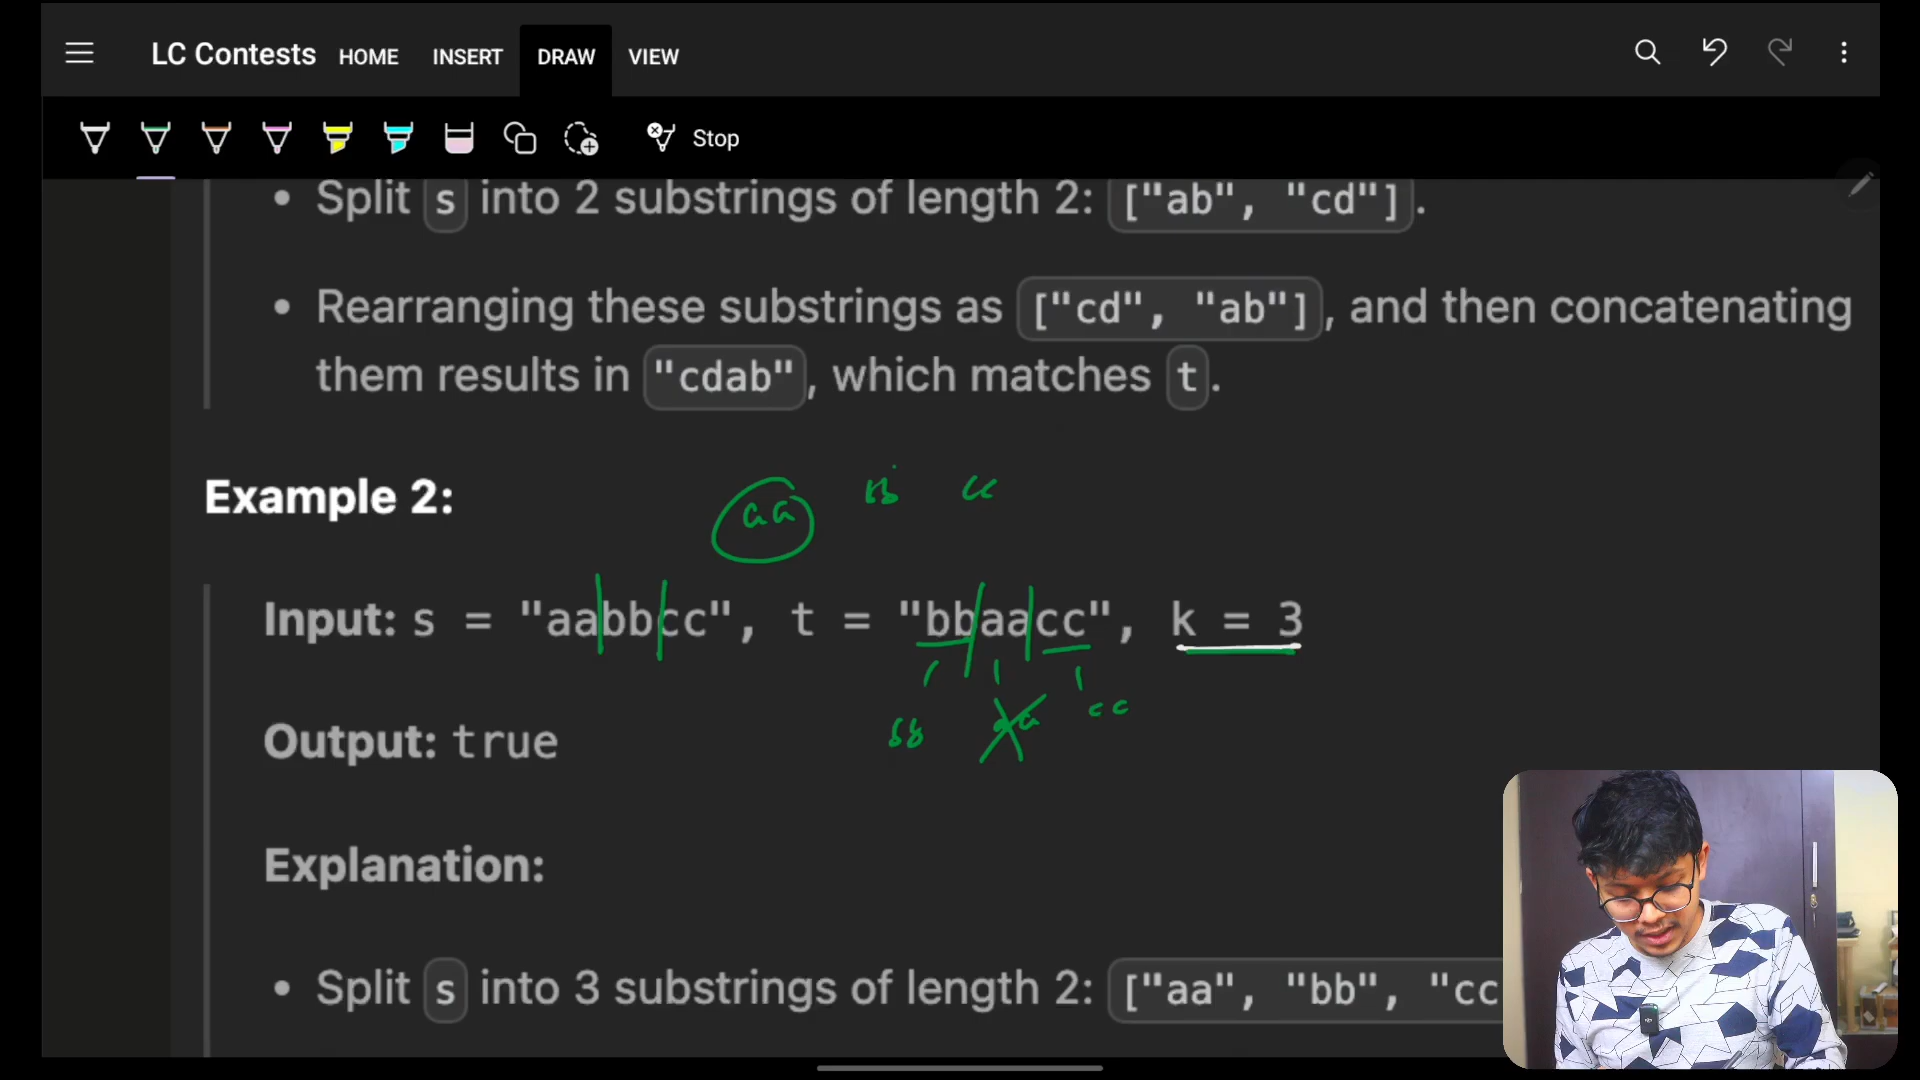 LC Contests HOME INSERT DRAW VIEW
Stop
• Split s into 2 substrings of length 2: ["ab", "cd"].
• Rearranging these substrings as ["cd", "ab"], and then concatenating
them results in "cdab", which matches t.
aa bb cc
Example 2:
Input: s = "aabbcc", t = "bbaacc", k = 3
bb aa cc
Output: true
Explanation:
• Split s into 3 substrings of length 2: ["aa", "bb", "cc